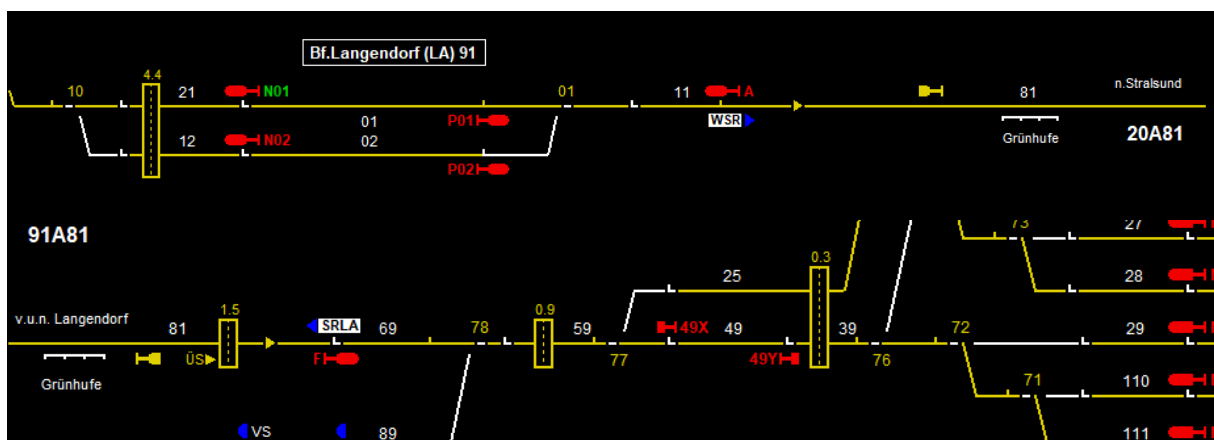 Bf.Langendorf (LA) 91
10
4.4
21
N01
01
11
A
81
n.Stralsund
01
P01
WSR
Grünhufe
20A81
12
N02
02
P02
91A81
73
27
0.3
25
28
v.u.n. Langendorf
81
1.5
SRLA
69
78
0.9
59
49X
49
39
72
29
ÜS
F
77
49Y
76
Grünhufe
71
110
VS
89
111